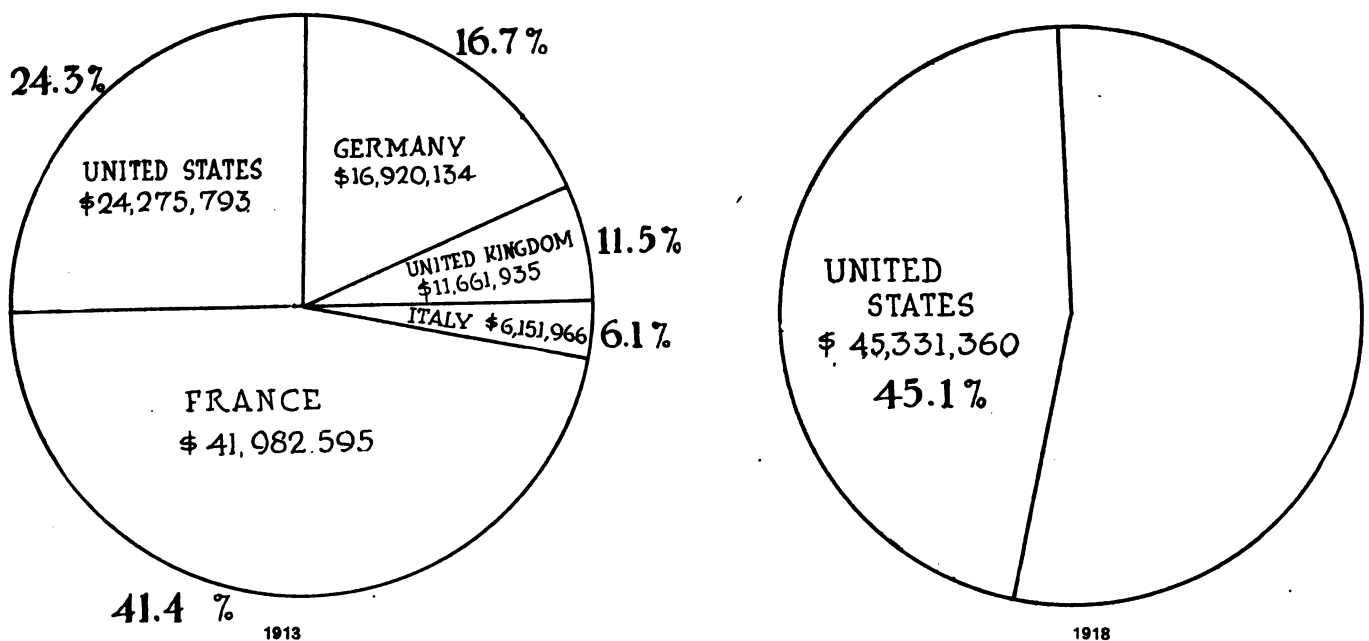 24.3%
16.7%
UNITED STATES
$24,275,793
GERMANY
$16,920,134
UNITED KINGDOM
$11,661,935
11.5%
ITALY $6,151,966
6.1%
FRANCE
$41,982.595
41.4 %
1913
UNITED
STATES
$ 45,331,360
45.1%
1918